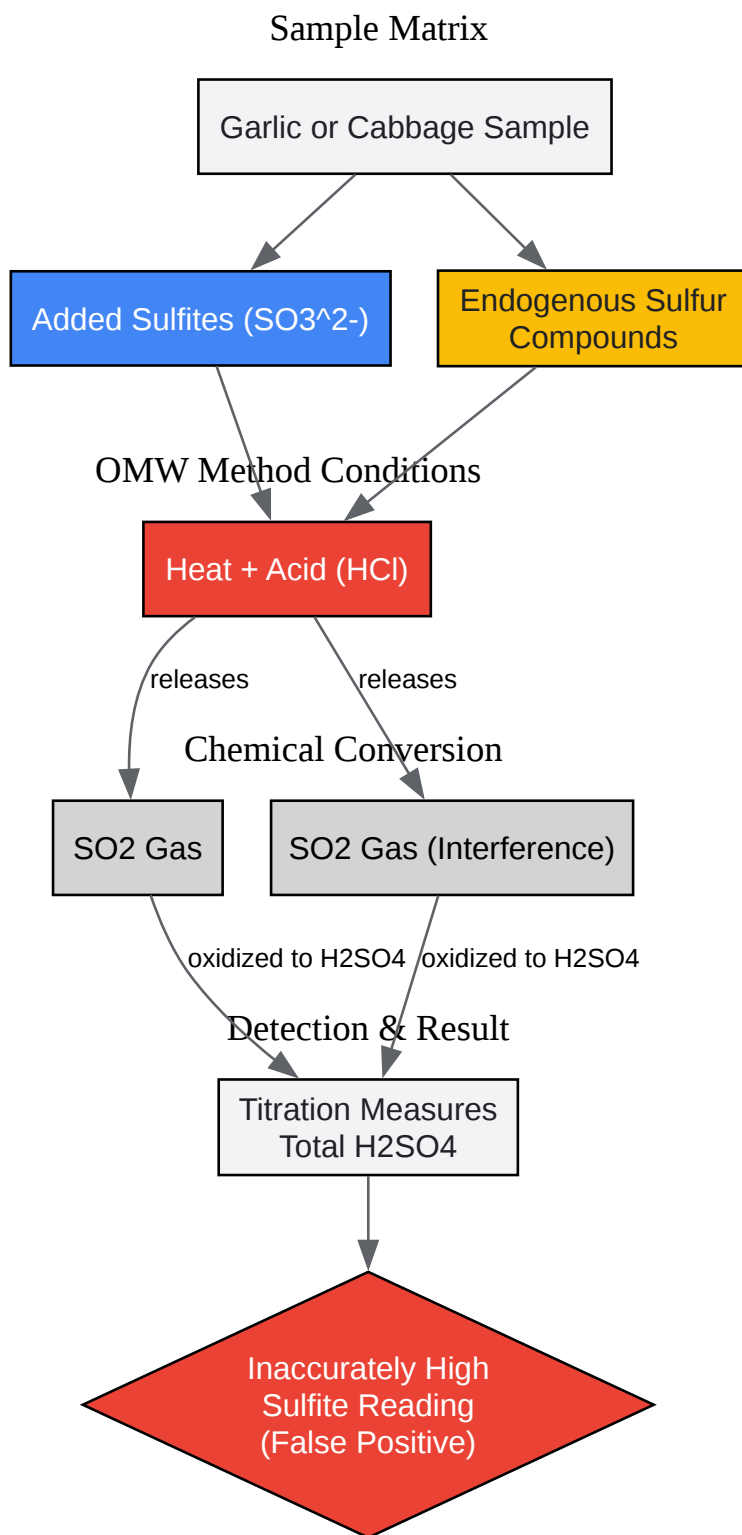 Sample Matrix
Garlic or Cabbage Sample
Added Sulfites (SO3^2-)
Endogenous Sulfur
Compounds
OMW Method Conditions
Heat + Acid (HCl)
releases
releases
Chemical Conversion
SO2 Gas
SO2 Gas (Interference)
oxidized to H2SO4
oxidized to H2SO4
Detection & Result
Titration Measures
Total H2SO4
Inaccurately High
Sulfite Reading
(False Positive)